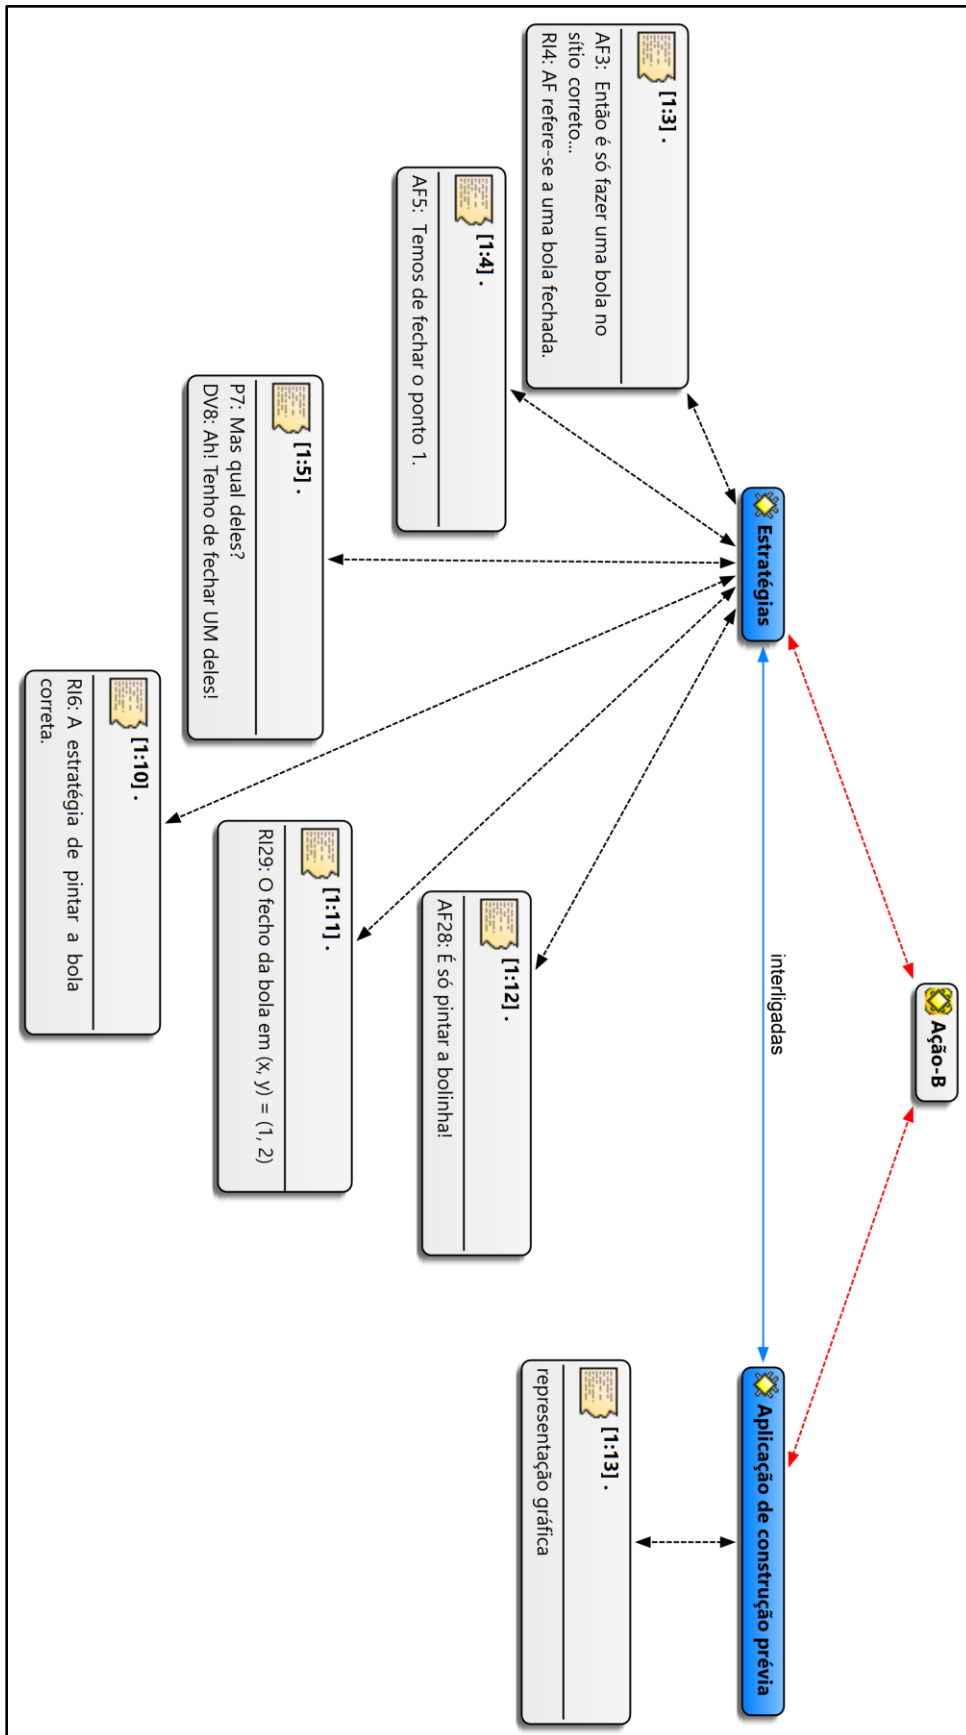 Ação-B
Estratégias
interligadas
Aplicação de construção prévia
[1:3] .
AF3: Então é só fazer uma bola no
sítio correto...
RI4: AF refere-se a uma bola fechada.
[1:4] .
AF5: Temos de fechar o ponto 1.
[1:5] .
P7: Mas qual deles?
DV8: Ah! Tenho de fechar UM deles!
[1:10] .
RI6: A estratégia de pintar a bola
correta.
[1:11] .
RI29: O fecho da bola em (x, y) = (1, 2)
[1:12] .
AF28: É só pintar a bolinha!
[1:13] .
representação gráfica